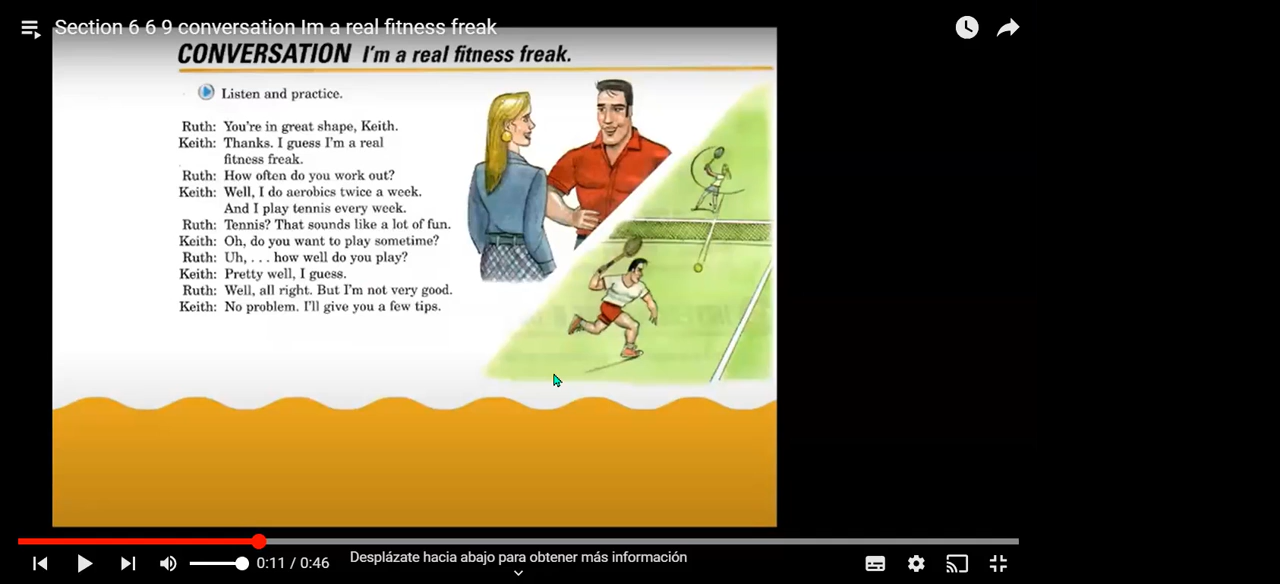 Section 6 6 9 conversation Im a real fitness freak
CONVERSATION I'm a real fitness freak.
Listen and practice.
Ruth: You're in great shape, Keith.
Keith: Thanks. I guess I'm a real
fitness freak.
Ruth: How often do you work out?
Keith: Well, I do aerobics twice a week.
And I play tennis every week.
Ruth: Tennis? That sounds like a lot of fun.
Keith: Oh, do you want to play sometime?
Ruth: Uh, . . . how well do you play?
Keith: Pretty well, I guess.
Ruth: Well, all right. But I'm not very good.
Keith: No problem. I'll give you a few tips.
0:11 / 0:46
Desplázate hacia abajo para obtener más información